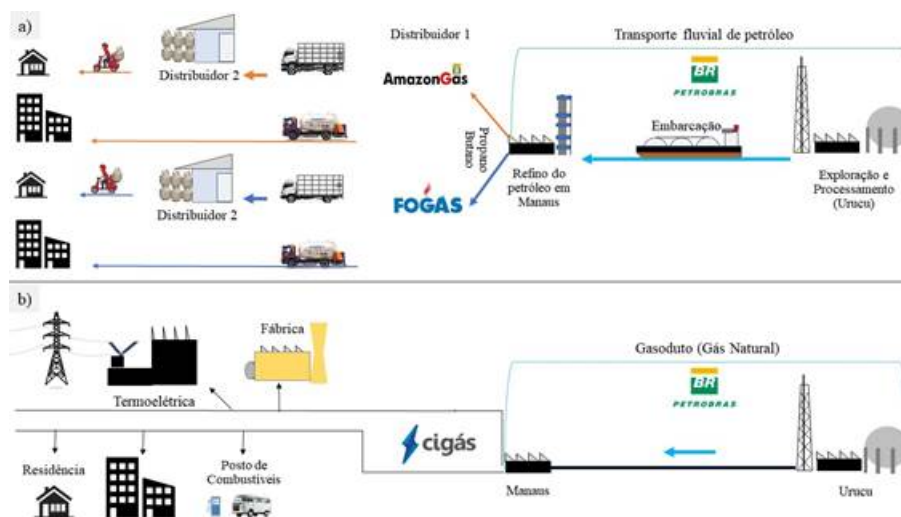 a)
Distribuidor 2
Distribuidor 2
Distribuidor 1
AmazonGás
Propano
Butano
FOGÁS
Refino do
petróleo em
Manaus
Transporte fluvial de petróleo
BR
PETROBRAS
Embarcação
Exploração e
Processamento
(Urucu)
b)
Termoelétrica
Fábrica
Residência
Posto de
Combustíveis
cigás
Gasoduto (Gás Natural)
BR
PETROBRAS
Manaus
Urucu